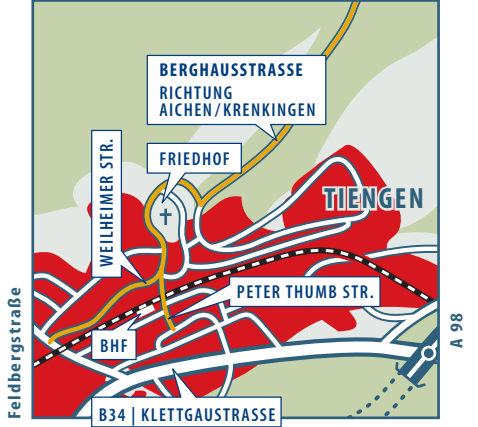 BERGHAUSSTRASSE
RICHTUNG
AICHEN/KRENKINGEN
FRIEDHOF
WEILHEIMER STR.
TIENGEN
PETER THUMB STR.
BHF
B34 | KLETTGAUSTRASSE
Feldbergstraße
A 98